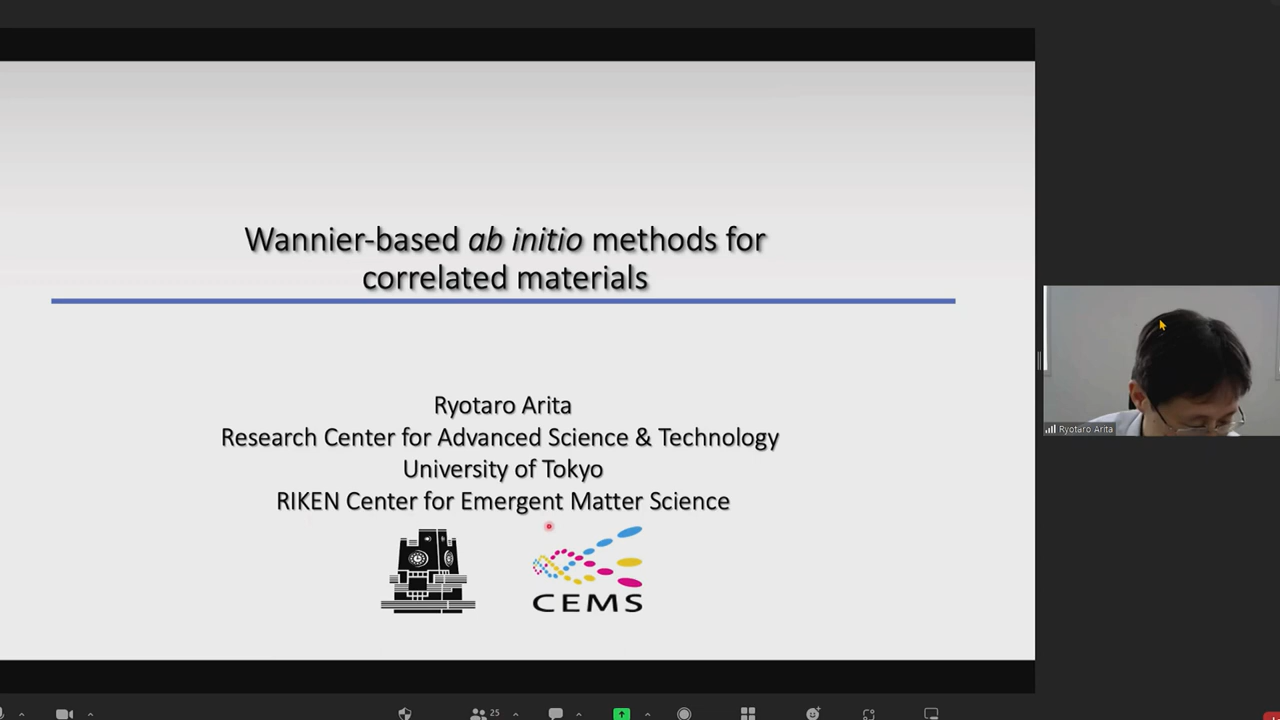 Wannier-based ab initio methods for
correlated materials
Ryotaro Arita
Research Center for Advanced Science & Technology
University of Tokyo
RIKEN Center for Emergent Matter Science
CEMS
Ryotaro Arita
25